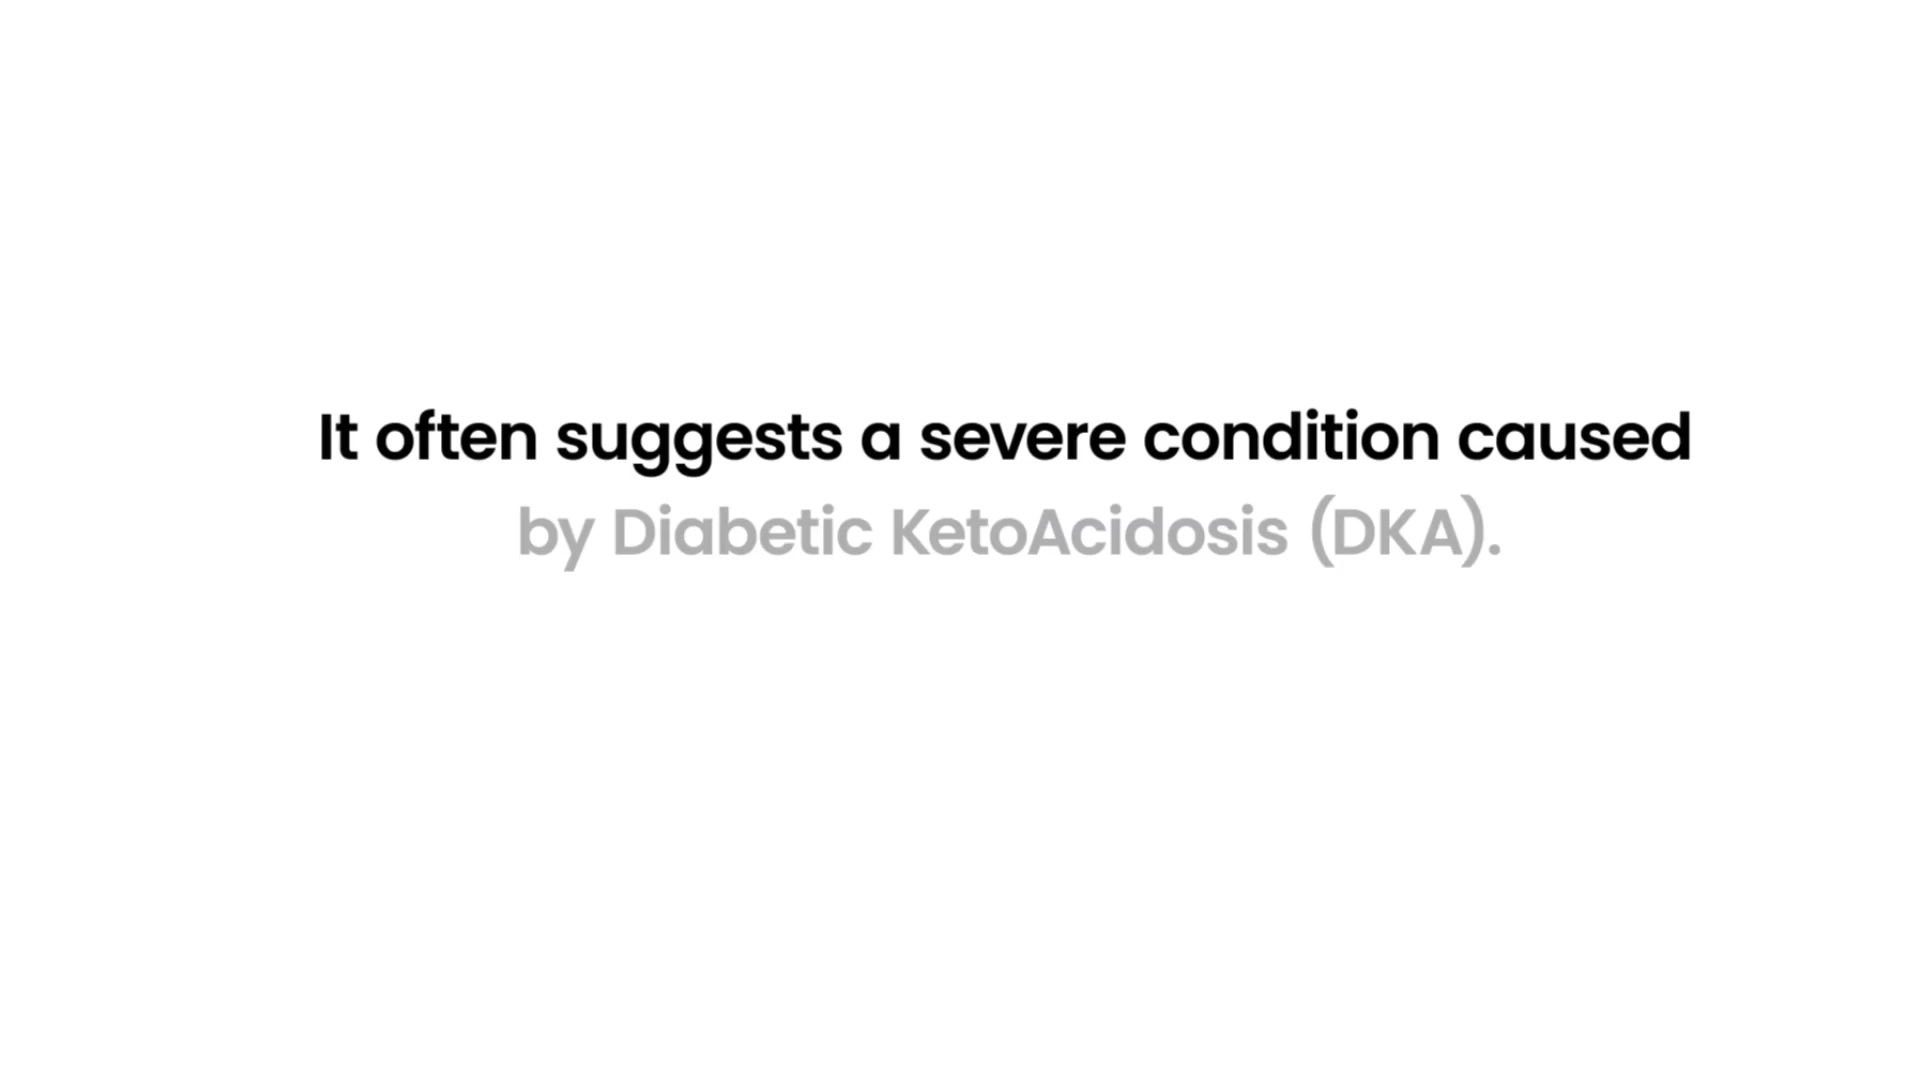 It often suggests a severe condition caused
by Diabetic KetoAcidosis (DKA).